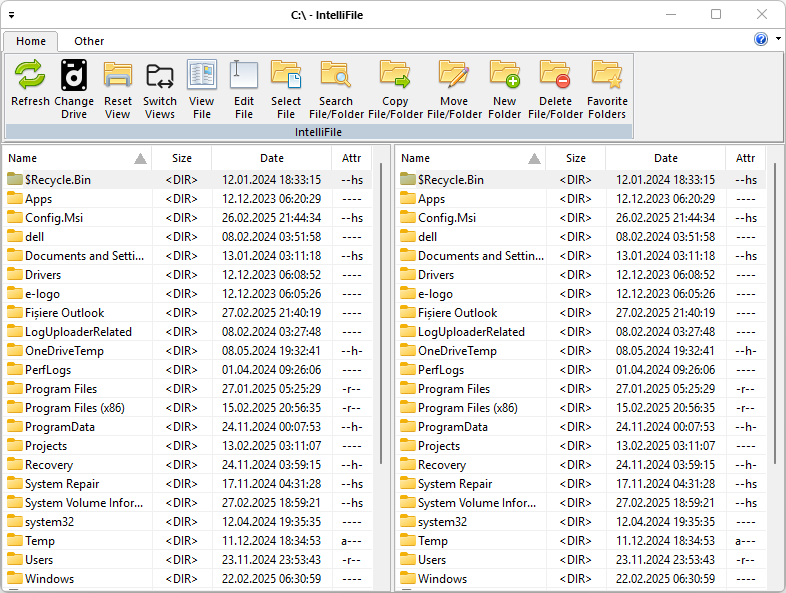 C:\ - IntelliFile
Home Other
Refresh Change Drive Reset View Switch Views View File Edit File Select File Search File/Folder Copy File/Folder Move File/Folder New Folder Delete File/Folder Favorite Folders
IntelliFile
Name Size Date Attr Name Size Date Attr
$Recycle.Bin <DIR> 12.01.2024 18:33:15 --hs $Recycle.Bin <DIR> 12.01.2024 18:33:15 --hs
Apps <DIR> 12.12.2023 06:20:29 ---- Apps <DIR> 12.12.2023 06:20:29 ----
Config.Msi <DIR> 26.02.2025 21:44:34 --hs Config.Msi <DIR> 26.02.2025 21:44:34 --hs
dell <DIR> 08.02.2024 03:51:58 ---- dell <DIR> 08.02.2024 03:51:58 ----
Documents and Setti... <DIR> 13.01.2024 03:11:18 --hs Documents and Settin... <DIR> 13.01.2024 03:11:18 --hs
Drivers <DIR> 12.12.2023 06:08:52 ---- Drivers <DIR> 12.12.2023 06:08:52 ----
e-logo <DIR> 12.12.2023 06:05:26 ---- e-logo <DIR> 12.12.2023 06:05:26 ----
Fișiere Outlook <DIR> 27.02.2025 21:40:19 ---- Fișiere Outlook <DIR> 27.02.2025 21:40:19 ----
LogUploaderRelated <DIR> 08.02.2024 03:27:48 ---- LogUploaderRelated <DIR> 08.02.2024 03:27:48 ----
OneDriveTemp <DIR> 08.05.2024 19:32:41 --h- OneDriveTemp <DIR> 08.05.2024 19:32:41 --h-
PerfLogs <DIR> 01.04.2024 09:26:06 ---- PerfLogs <DIR> 01.04.2024 09:26:06 ----
Program Files <DIR> 27.01.2025 05:25:29 -r-- Program Files <DIR> 27.01.2025 05:25:29 -r--
Program Files (x86) <DIR> 15.02.2025 20:56:35 -r-- Program Files (x86) <DIR> 15.02.2025 20:56:35 -r--
ProgramData <DIR> 24.11.2024 00:07:53 --h- ProgramData <DIR> 24.11.2024 00:07:53 --h-
Projects <DIR> 13.02.2025 03:11:07 ---- Projects <DIR> 13.02.2025 03:11:07 ----
Recovery <DIR> 24.11.2024 03:59:15 --h- Recovery <DIR> 24.11.2024 03:59:15 --h-
System Repair <DIR> 17.11.2024 04:31:28 --hs System Repair <DIR> 17.11.2024 04:31:28 --hs
System Volume Infor... <DIR> 27.02.2025 18:59:21 --hs System Volume Infor... <DIR> 27.02.2025 18:59:21 --hs
system32 <DIR> 12.04.2024 19:35:35 ---- system32 <DIR> 12.04.2024 19:35:35 ----
Temp <DIR> 11.12.2024 18:34:53 a--- Temp <DIR> 11.12.2024 18:34:53 a---
Users <DIR> 23.11.2024 23:53:43 -r-- Users <DIR> 23.11.2024 23:53:43 -r--
Windows <DIR> 22.02.2025 06:30:59 ---- Windows <DIR> 22.02.2025 06:30:59 ----